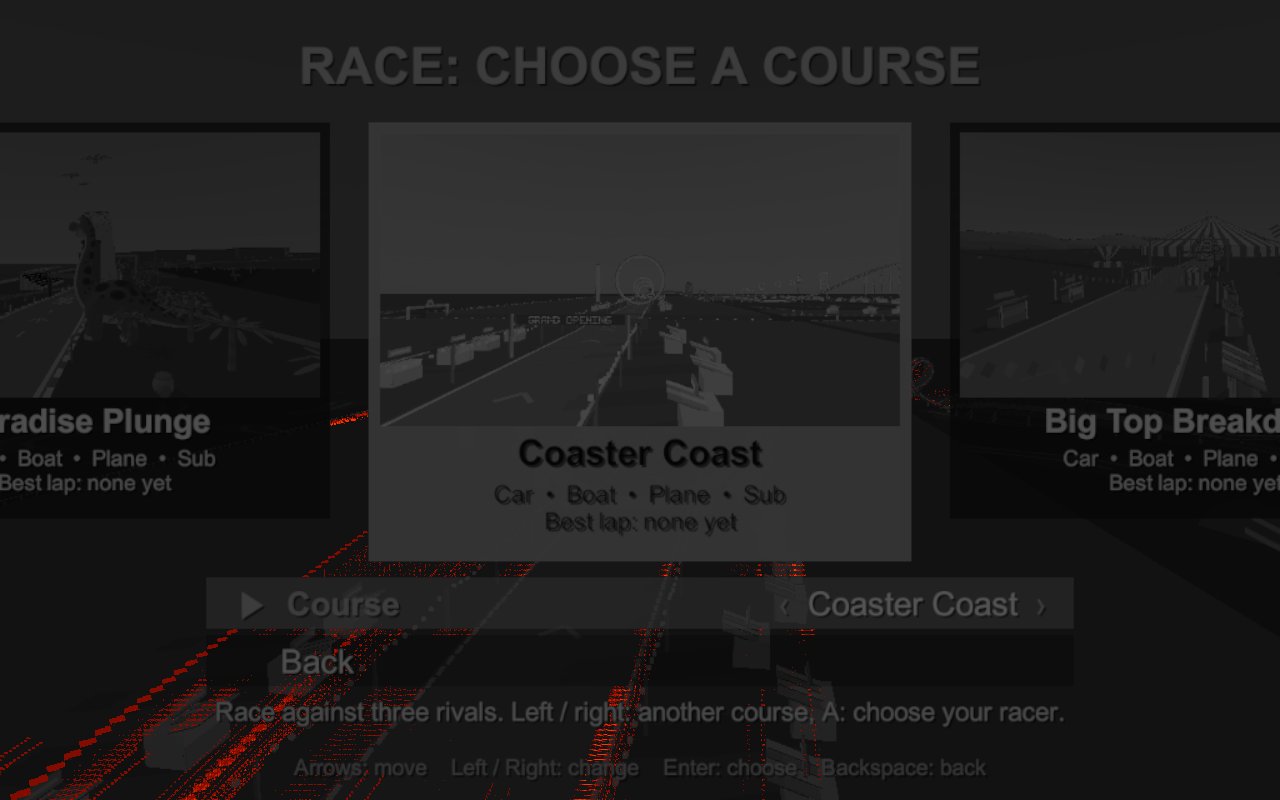 RACE: CHOOSE A COURSE
GRAND OPENING
radise Plunge
• Boat • Plane • Sub
Best lap: none yet
Coaster Coast
Car • Boat • Plane • Sub
Best lap: none yet
Big Top Breakd
Car • Boat • Plane •
Best lap: none yet
▶ Course ‹ Coaster Coast ›
Back
Race against three rivals. Left / right: another course, A: choose your racer.
Arrows: move Left / Right: change Enter: choose Backspace: back